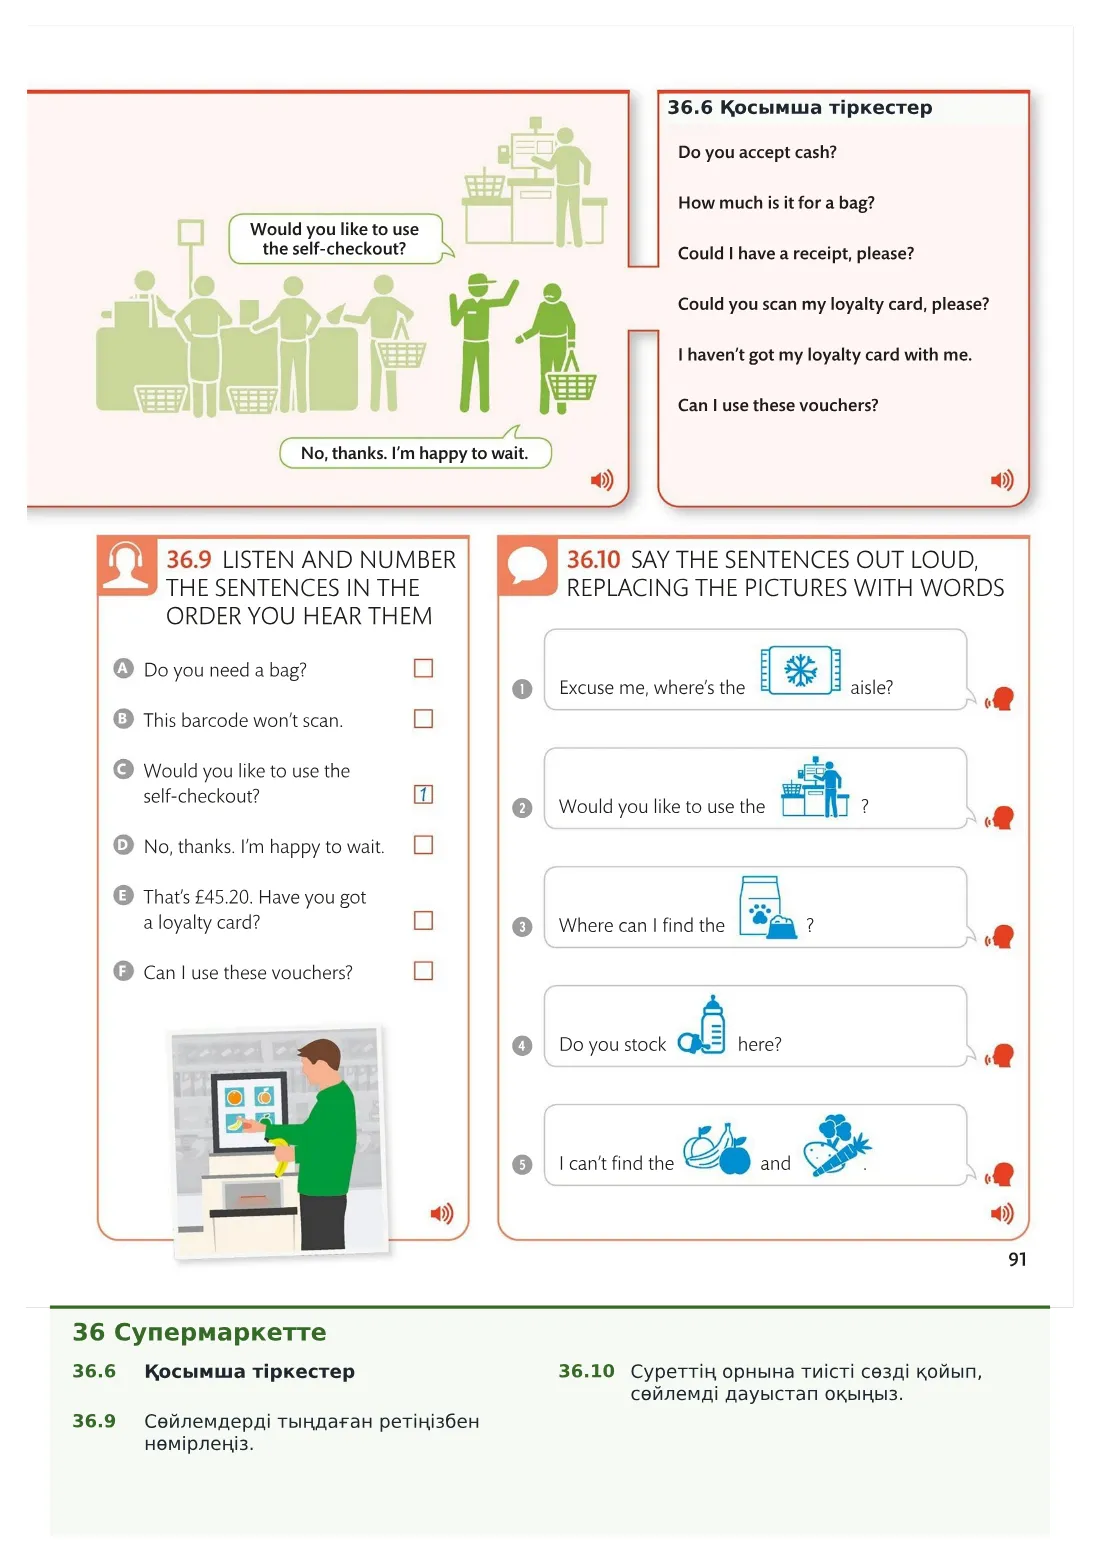 Would you like to use
the self-checkout?
No, thanks. I'm happy to wait.
36.6 Қосымша тіркестер
Do you accept cash?
How much is it for a bag?
Could I have a receipt, please?
Could you scan my loyalty card, please?
I haven't got my loyalty card with me.
Can I use these vouchers?
36.9 LISTEN AND NUMBER
THE SENTENCES IN THE
ORDER YOU HEAR THEM
A Do you need a bag?
B This barcode won't scan.
C Would you like to use the
self-checkout? 1
D No, thanks. I'm happy to wait.
E That's £45.20. Have you got
a loyalty card?
F Can I use these vouchers?
36.10 SAY THE SENTENCES OUT LOUD,
REPLACING THE PICTURES WITH WORDS
1 Excuse me, where's the aisle?
2 Would you like to use the ?
3 Where can I find the ?
4 Do you stock here?
5 I can't find the and .
91
36 Супермаркетте
36.6 Қосымша тіркестер
36.9 Сөйлемдерді тыңдаған ретіңізбен
нөмірлеңіз.
36.10 Суреттің орнына тиісті сөзді қойып,
сөйлемді дауыстап оқыңыз.